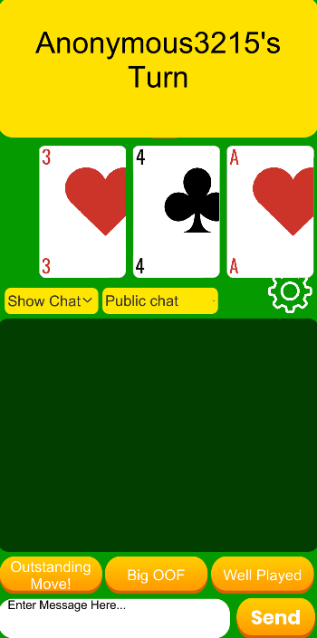 Anonymous3215's
Turn
3 4 A
3 4 A
Show Chat Public chat
Outstanding
Move! Big OOF Well Played
Enter Message Here...
Send